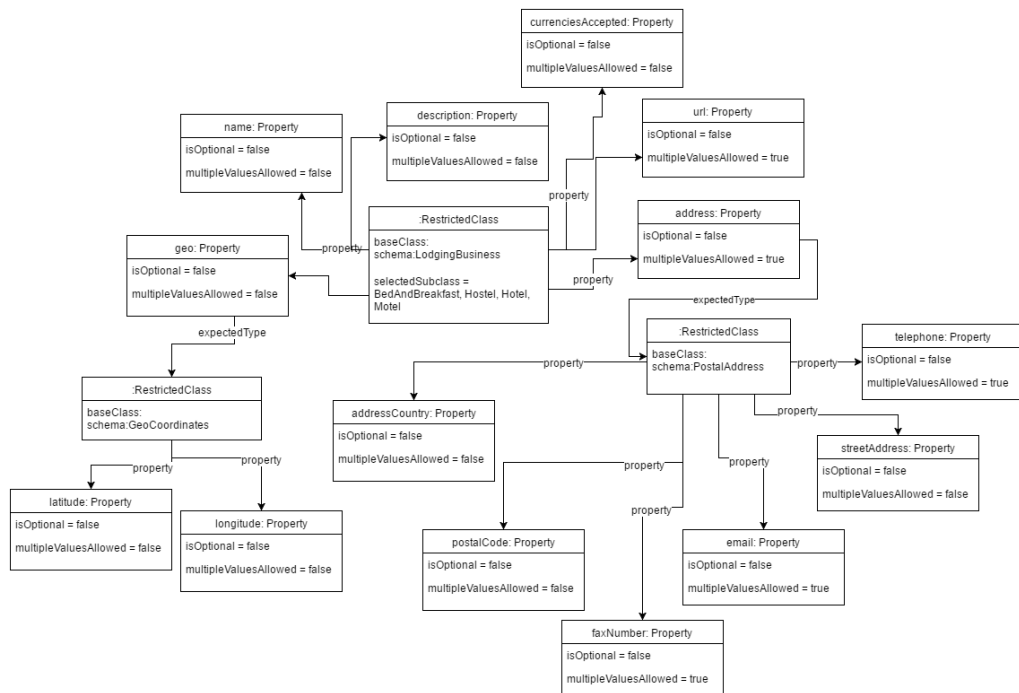 currenciesAccepted: Property
isOptional = false
multipleValuesAllowed = false
description: Property
isOptional = false
multipleValuesAllowed = false
url: Property
isOptional = false
multipleValuesAllowed = true
name: Property
isOptional = false
multipleValuesAllowed = false
property
:RestrictedClass
baseClass:
schema:LodgingBusiness
selectedSubclass =
BedAndBreakfast, Hostel, Hotel,
Motel
address: Property
isOptional = false
multipleValuesAllowed = true
property
property
geo: Property
isOptional = false
multipleValuesAllowed = false
expectedType
expectedType
:RestrictedClass
baseClass:
schema:PostalAddress
telephone: Property
isOptional = false
multipleValuesAllowed = true
property
property
:RestrictedClass
baseClass:
schema:GeoCoordinates
addressCountry: Property
isOptional = false
multipleValuesAllowed = false
property
streetAddress: Property
isOptional = false
multipleValuesAllowed = false
property
property
property
property
property
latitude: Property
isOptional = false
multipleValuesAllowed = false
longitude: Property
isOptional = false
multipleValuesAllowed = false
property
postalCode: Property
isOptional = false
multipleValuesAllowed = false
email: Property
isOptional = false
multipleValuesAllowed = true
faxNumber: Property
isOptional = false
multipleValuesAllowed = true